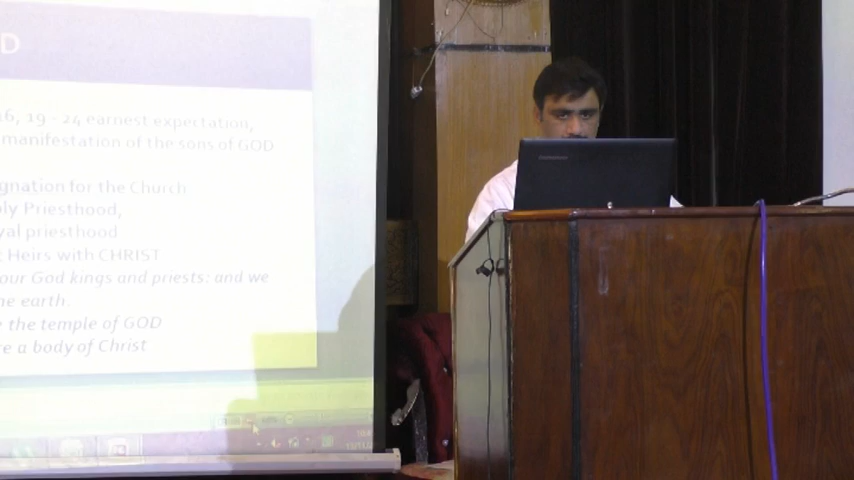 D
16, 19 - 24 earnest expectation,
manifestation of the sons of GOD
gnation for the Church
ly Priesthood,
yal priesthood
Heirs with CHRIST
our God kings and priests: and we
he earth.
the temple of GOD
re a body of Christ